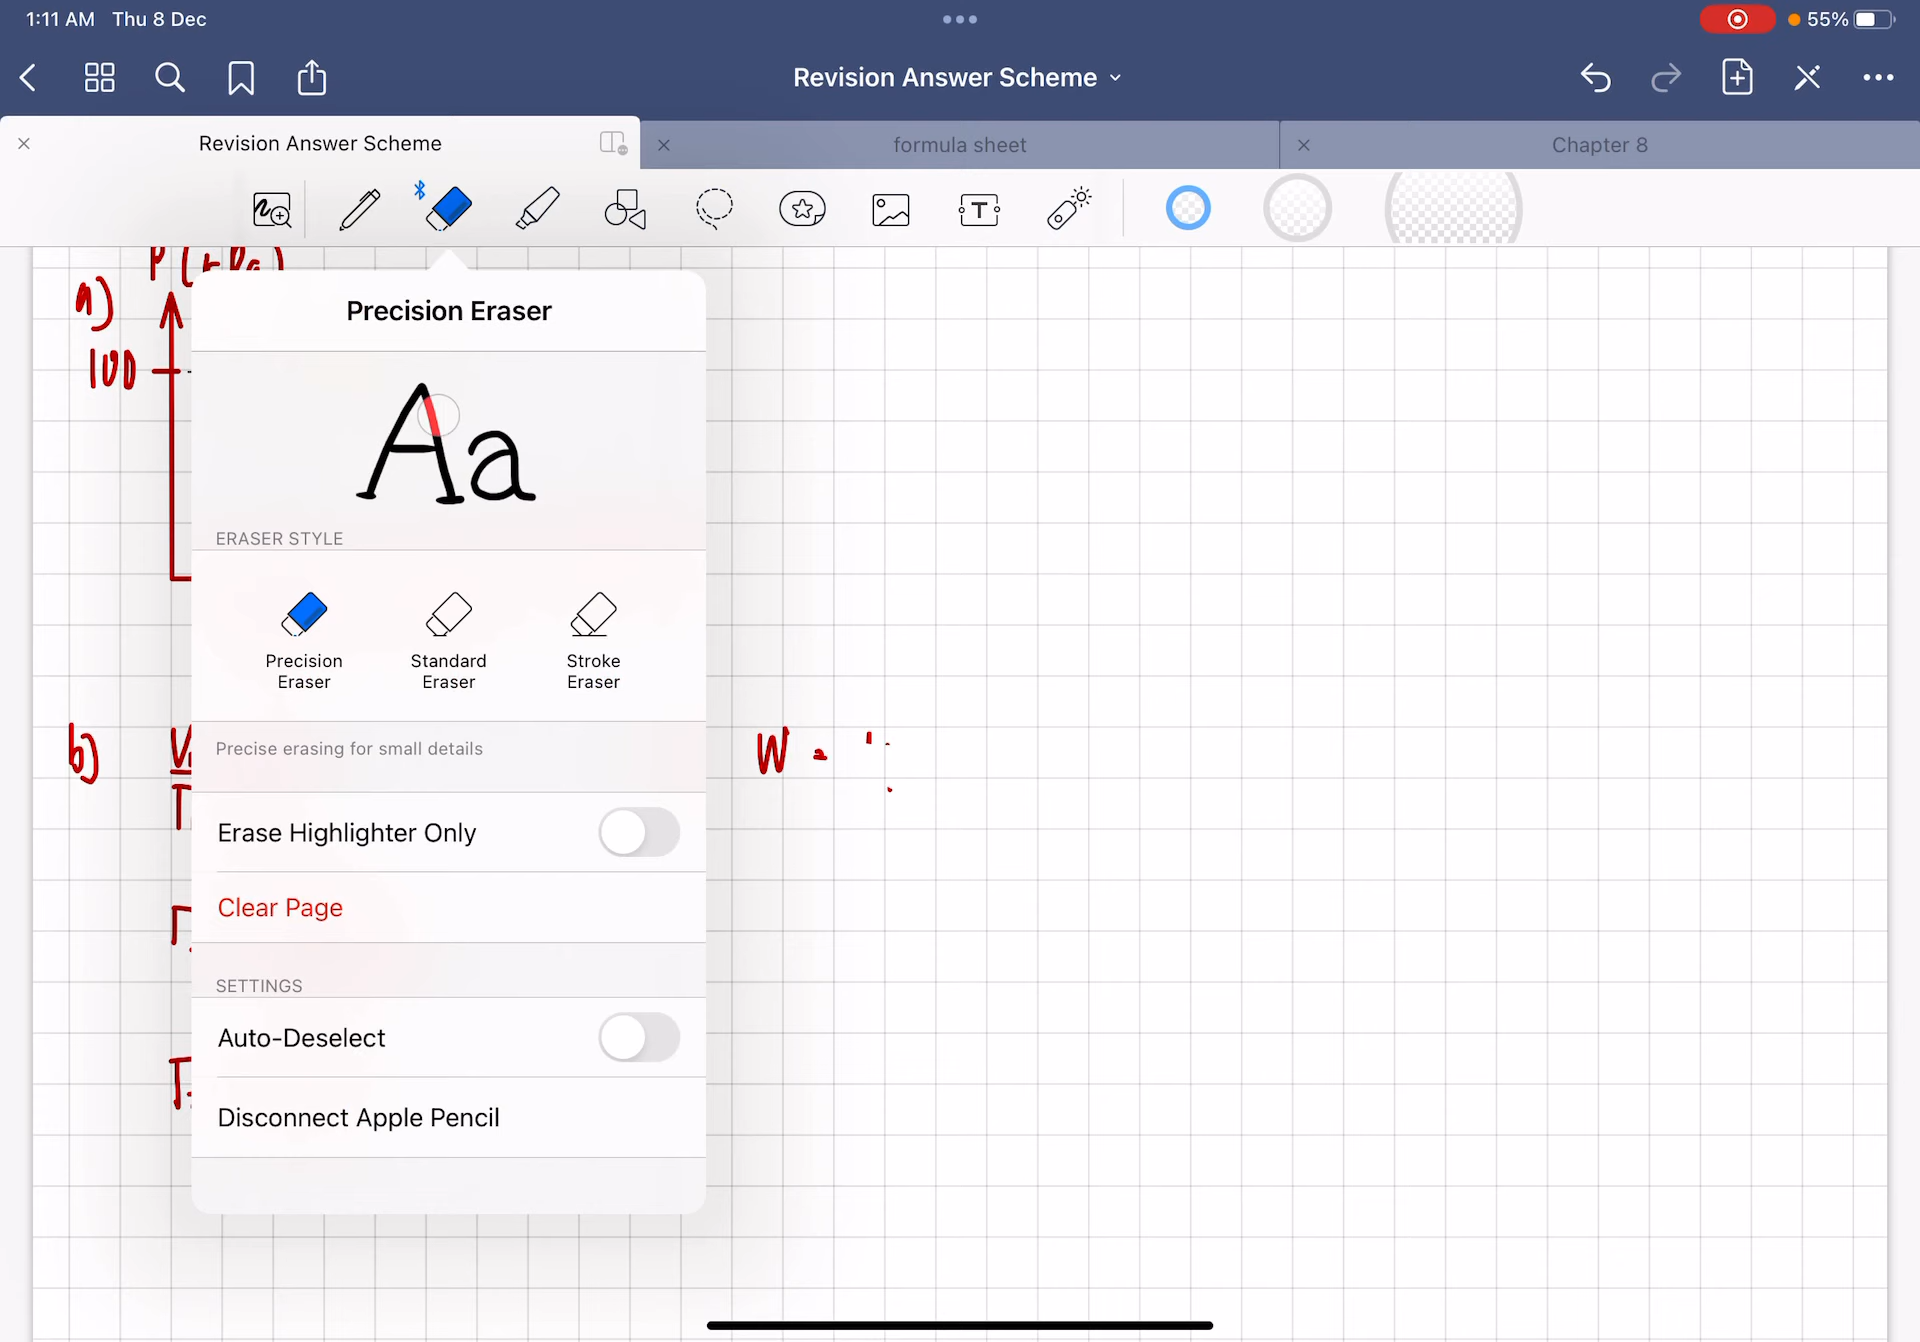 1:11 AM Thu 8 Dec
55%
Revision Answer Scheme
Revision Answer Scheme
formula sheet
Chapter 8
a)
100
Precision Eraser
Aa
ERASER STYLE
Precision Eraser
Standard Eraser
Stroke Eraser
Precise erasing for small details
b)
W =
Erase Highlighter Only
Clear Page
SETTINGS
Auto-Deselect
Disconnect Apple Pencil